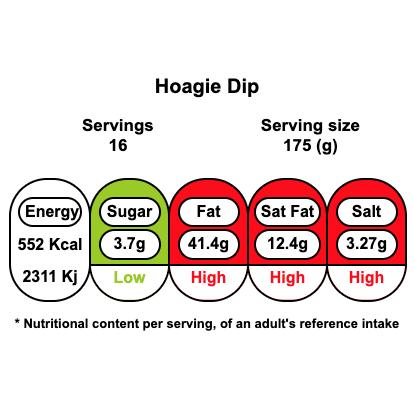 Hoagie Dip
Servings Serving size
16 175 (g)
Energy Sugar Fat Sat Fat Salt
552 Kcal 3.7g 41.4g 12.4g 3.27g
2311 Kj Low High High High
* Nutritional content per serving, of an adult's reference intake